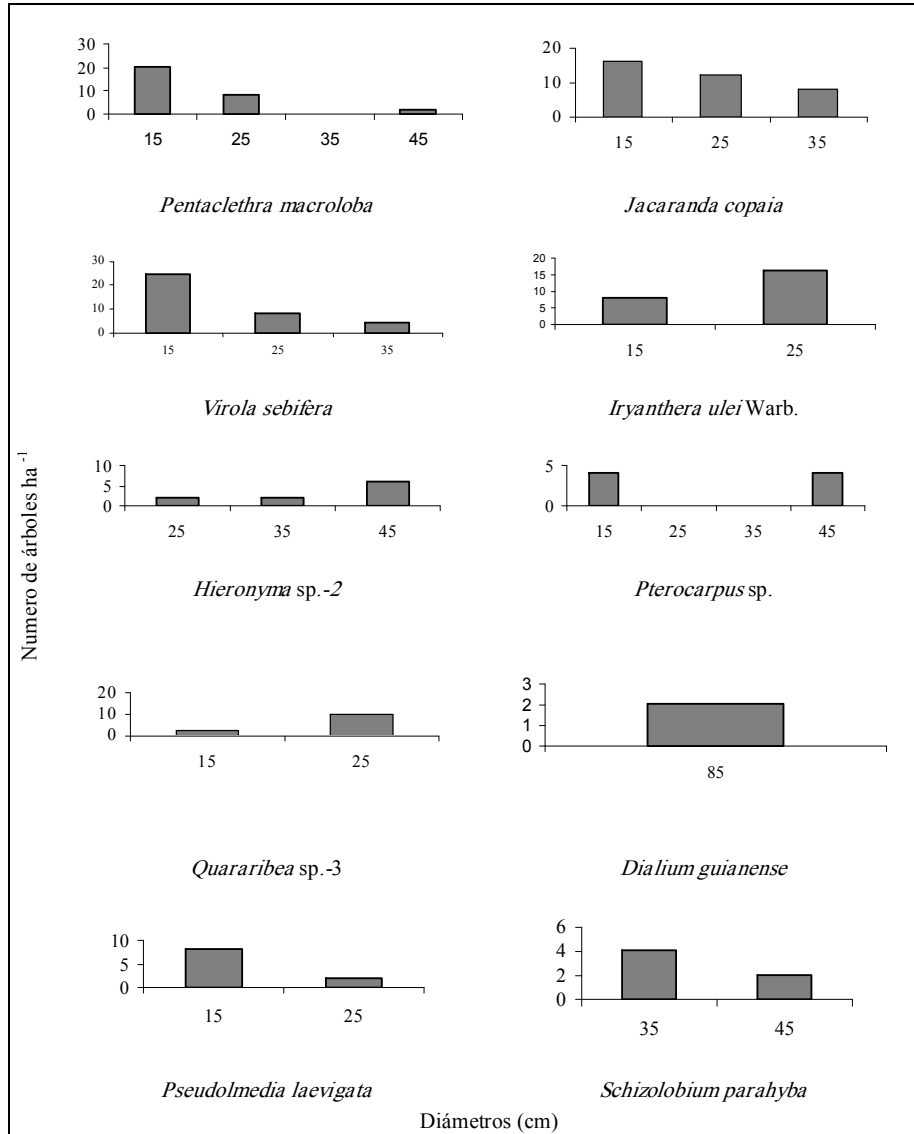 Numero de árboles ha -1
30
20
10
0
15 25 35 45
Pentaclethra macroloba
20
10
0
15 25 35
Jacaranda copaia
30
20
10
0
15 25 35
Virola sebifera
20
15
10
5
0
15 25
Iryanthera ulei Warb.
10
5
0
25 35 45
Hieronyma sp.-2
5
0
15 25 35 45
Pterocarpus sp.
20
10
0
15 25
Quararibea sp.-3
3
2
1
0
85
Dialium guianense
10
5
0
15 25
Pseudolmedia laevigata
6
4
2
0
35 45
Schizolobium parahyba
Diámetros (cm)